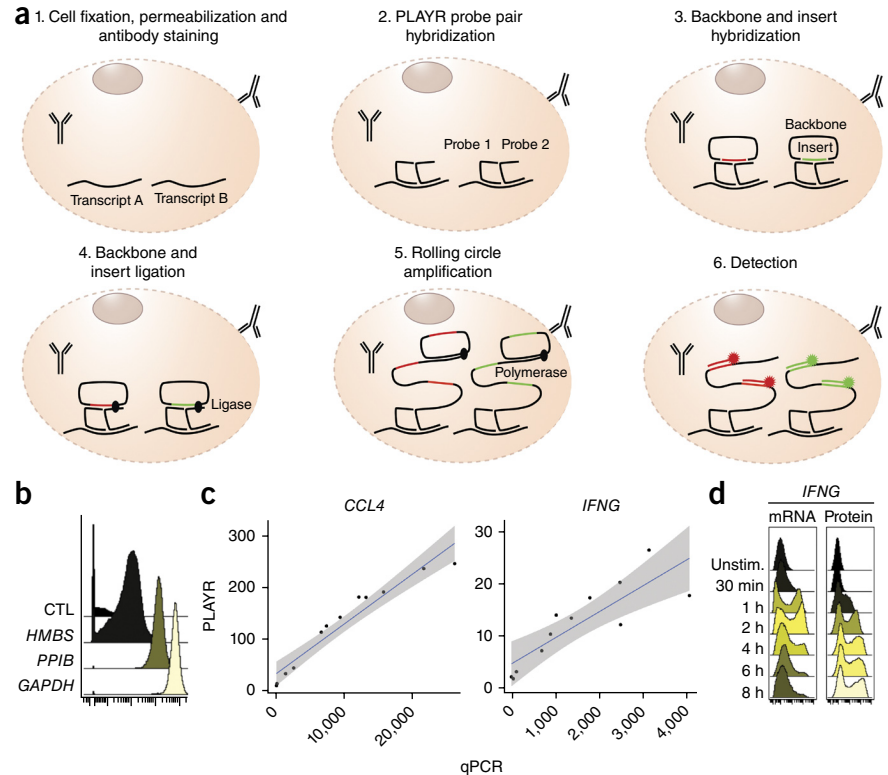 a
1. Cell fixation, permeabilization and
antibody staining
2. PLAYR probe pair
hybridization
3. Backbone and insert
hybridization
Transcript A
Transcript B
Probe 1
Probe 2
Backbone
Insert
4. Backbone and
insert ligation
5. Rolling circle
amplification
6. Detection
Ligase
Polymerase
b
CTL
HMBS
PPIB
GAPDH
c
CCL4
IFNG
PLAYR
300
200
100
0
0
10,000
20,000
30
20
10
0
0
1,000
2,000
3,000
4,000
qPCR
d
IFNG
mRNA
Protein
Unstim.
30 min
1 h
2 h
4 h
6 h
8 h